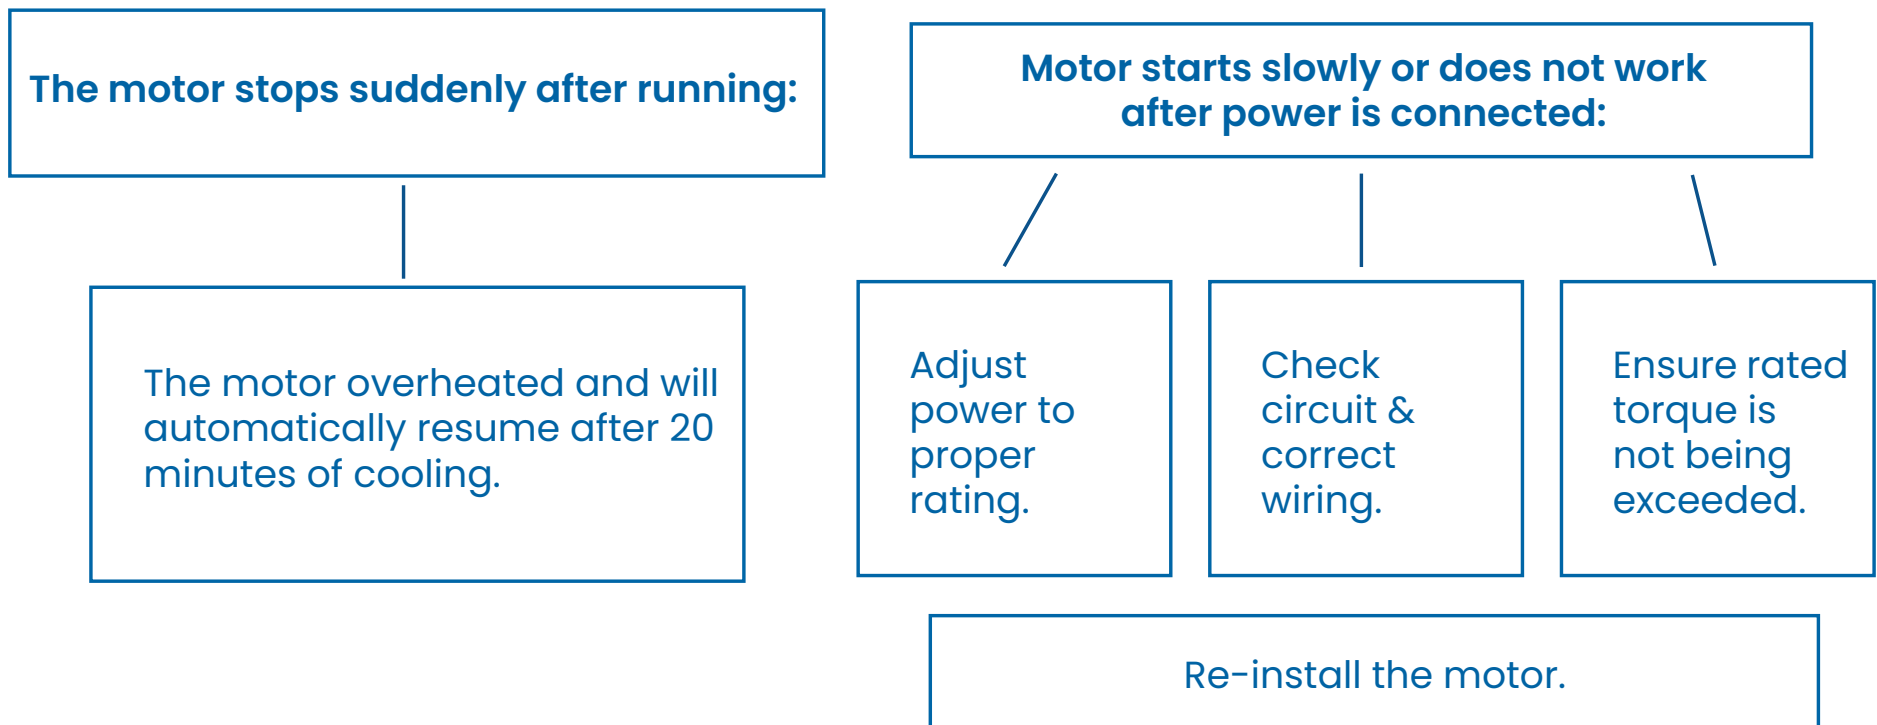 The motor stops suddenly after running:
The motor overheated and will
automatically resume after 20
minutes of cooling.
Motor starts slowly or does not work
after power is connected:
Adjust
power to
proper
rating.
Check
circuit &
correct
wiring.
Ensure rated
torque is
not being
exceeded.
Re-install the motor.